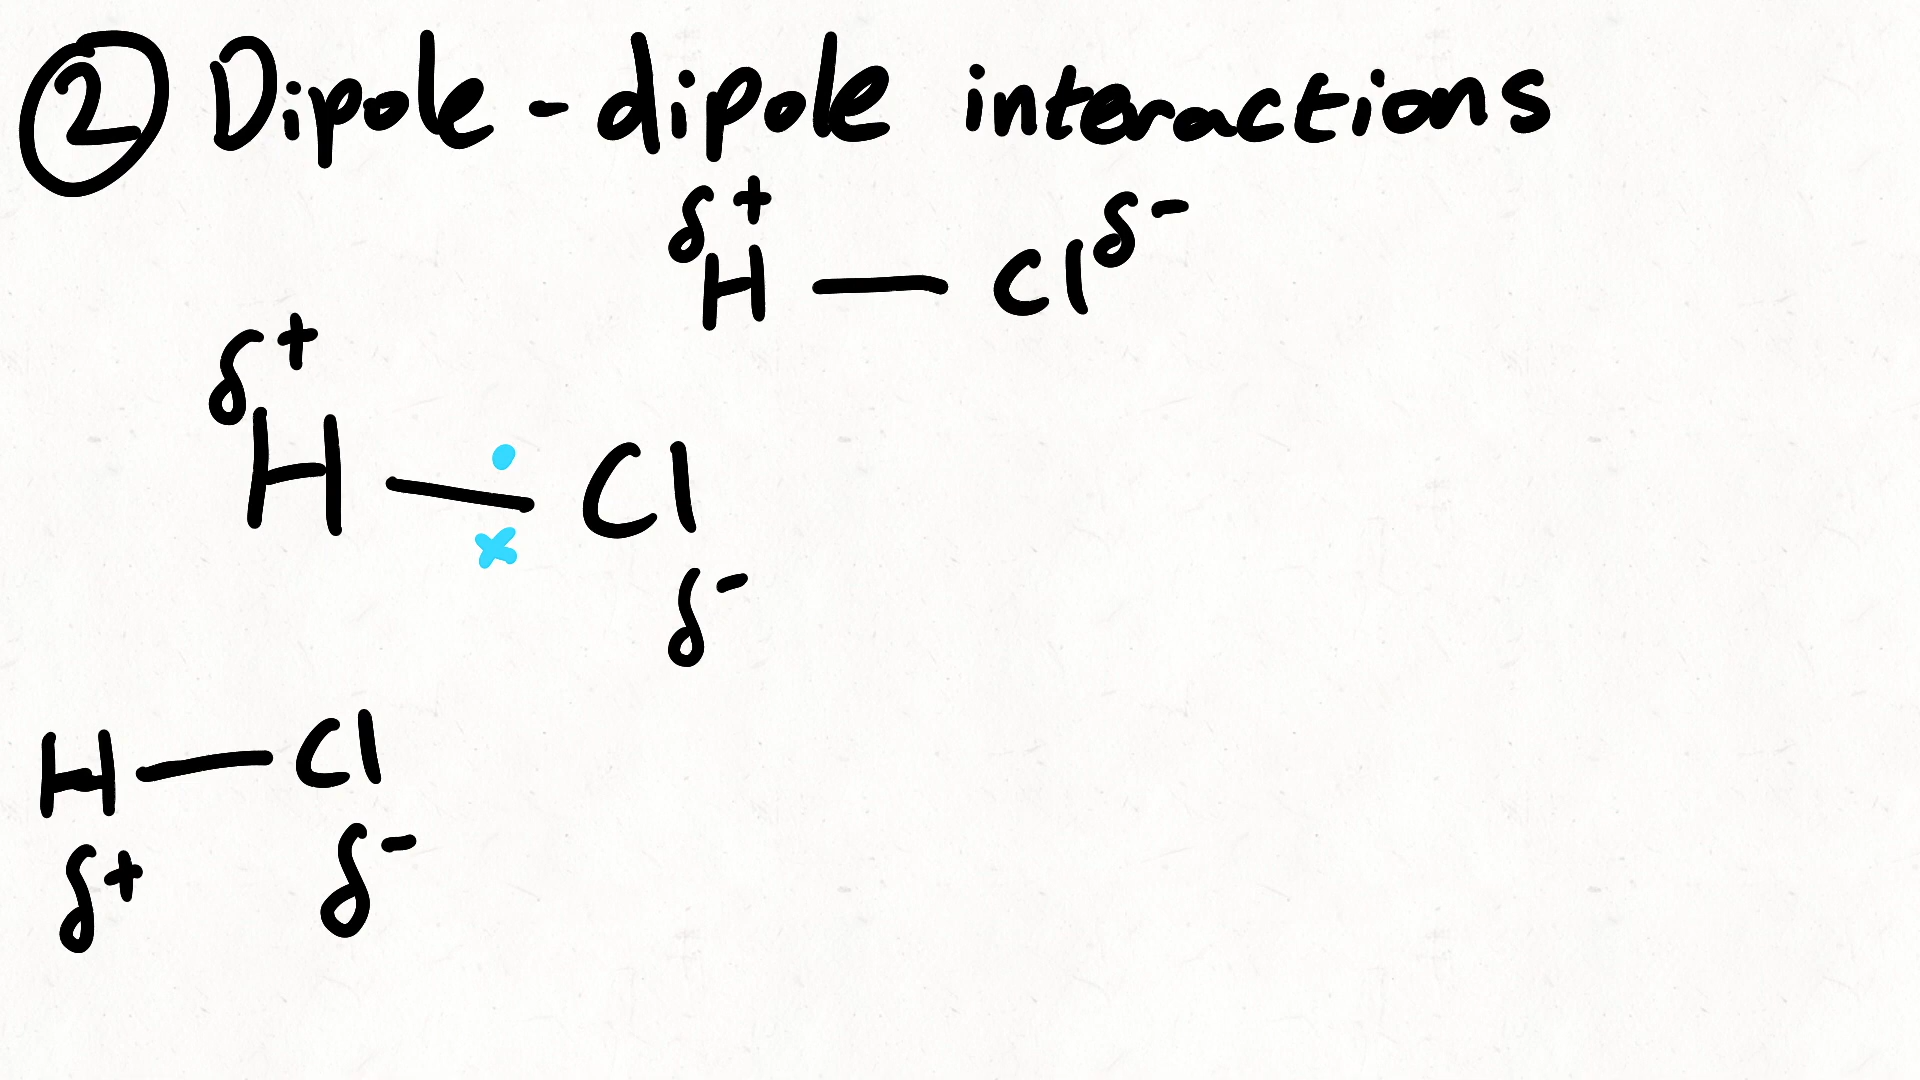 ② Dipole - dipole interactions
δ+ H — Cl δ-
δ+
H — Cl
δ-
H — Cl
δ+ δ-